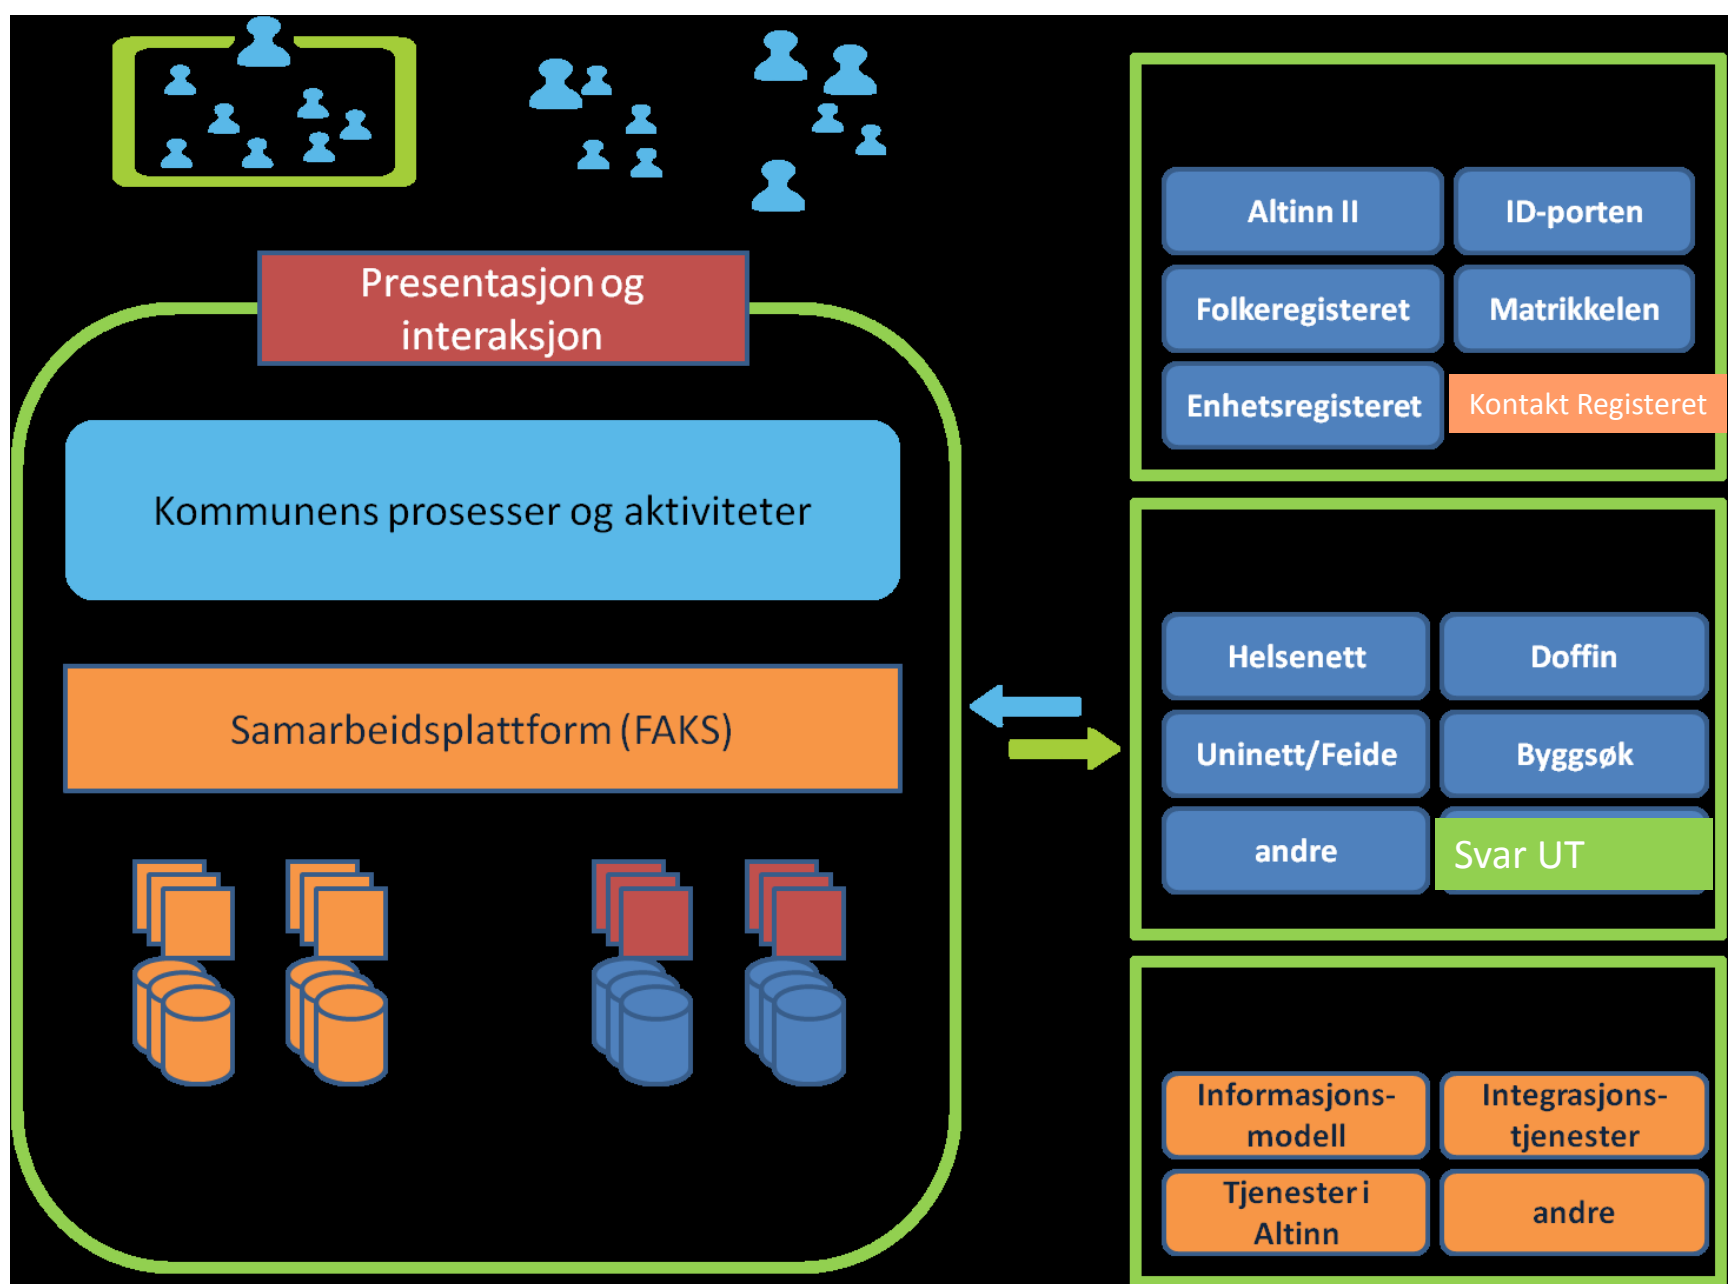 Presentasjon og
interaksjon
Kommunens prosesser og aktiviteter
Samarbeidsplattform (FAKS)
Altinn II
ID-porten
Folkeregisteret
Matrikkelen
Enhetsregisteret
Kontakt Registeret
Helsenett
Doffin
Uninett/Feide
Byggsøk
andre
Svar UT
Informasjons-
modell
Integrasjons-
tjenester
Tjenester i
Altinn
andre